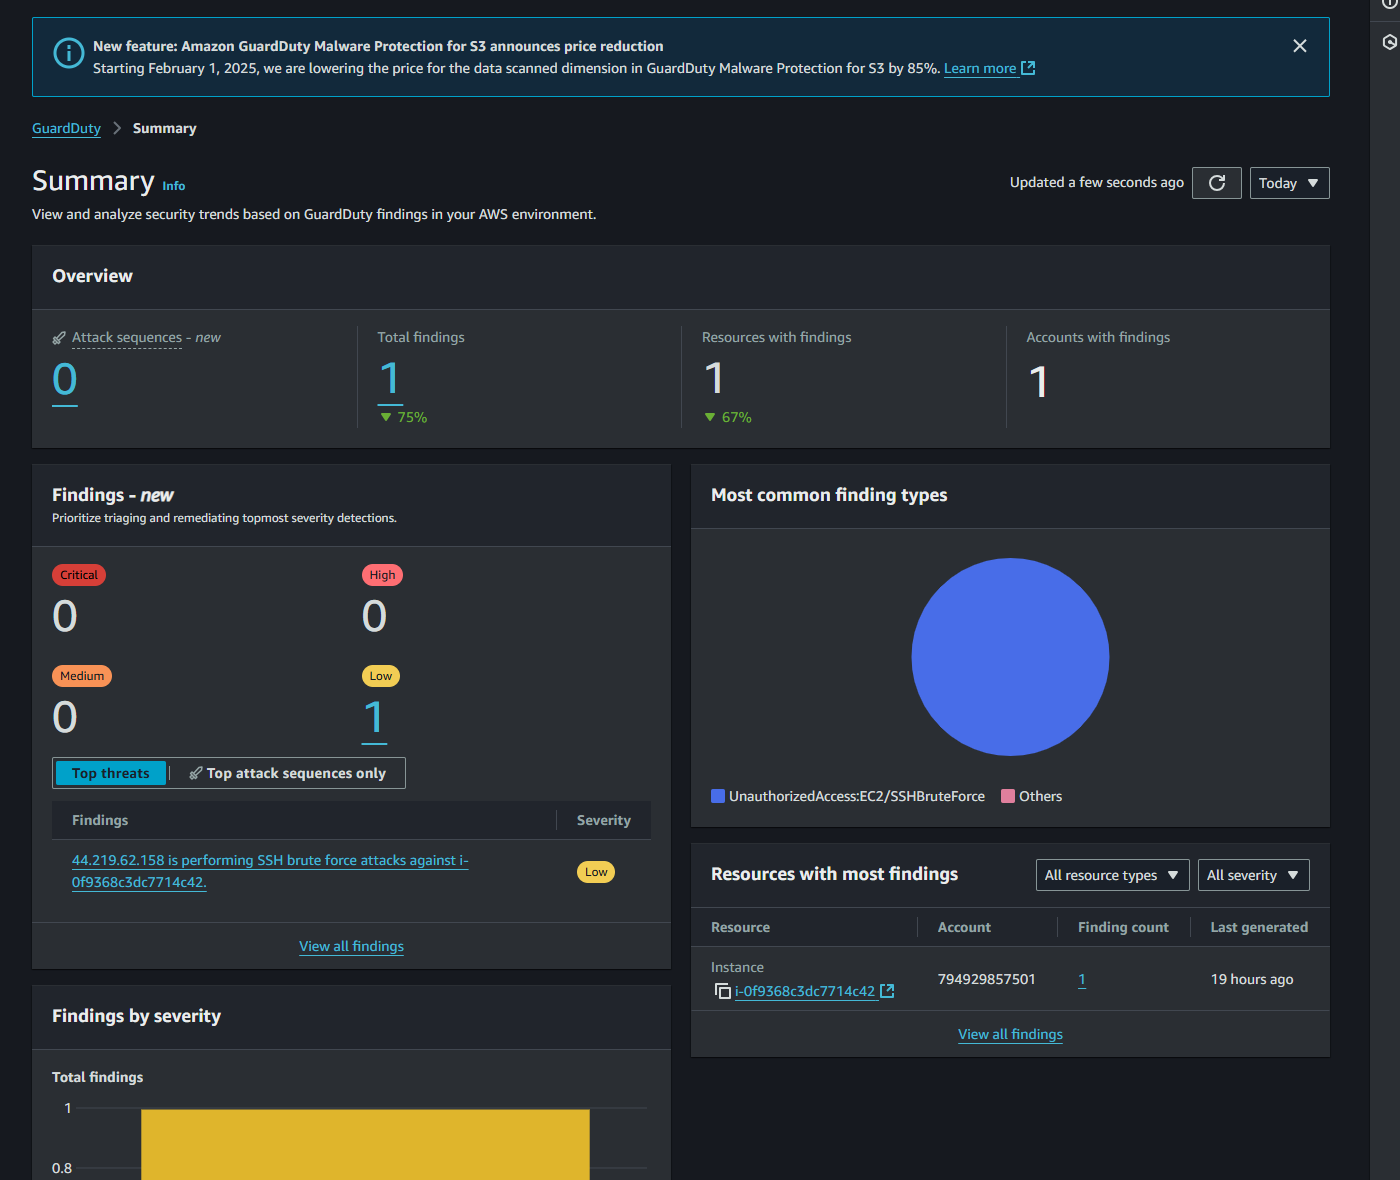 New feature: Amazon GuardDuty Malware Protection for S3 announces price reduction
Starting February 1, 2025, we are lowering the price for the data scanned dimension in GuardDuty Malware Protection for S3 by 85%. Learn more
GuardDuty > Summary
Summary Info
Updated a few seconds ago
Today
View and analyze security trends based on GuardDuty findings in your AWS environment.
Overview
Attack sequences - new
0
Total findings
1
75%
Resources with findings
1
67%
Accounts with findings
1
Findings - new
Prioritize triaging and remediating topmost severity detections.
Critical
0
High
0
Medium
0
Low
1
Top threats
Top attack sequences only
Findings
Severity
44.219.62.158 is performing SSH brute force attacks against i-
0f9368c3dc7714c42.
Low
View all findings
Most common finding types
UnauthorizedAccess:EC2/SSHBruteForce
Others
Resources with most findings
All resource types
All severity
Resource
Account
Finding count
Last generated
Instance
i-0f9368c3dc7714c42
794929857501
1
19 hours ago
View all findings
Findings by severity
Total findings
1
0.8